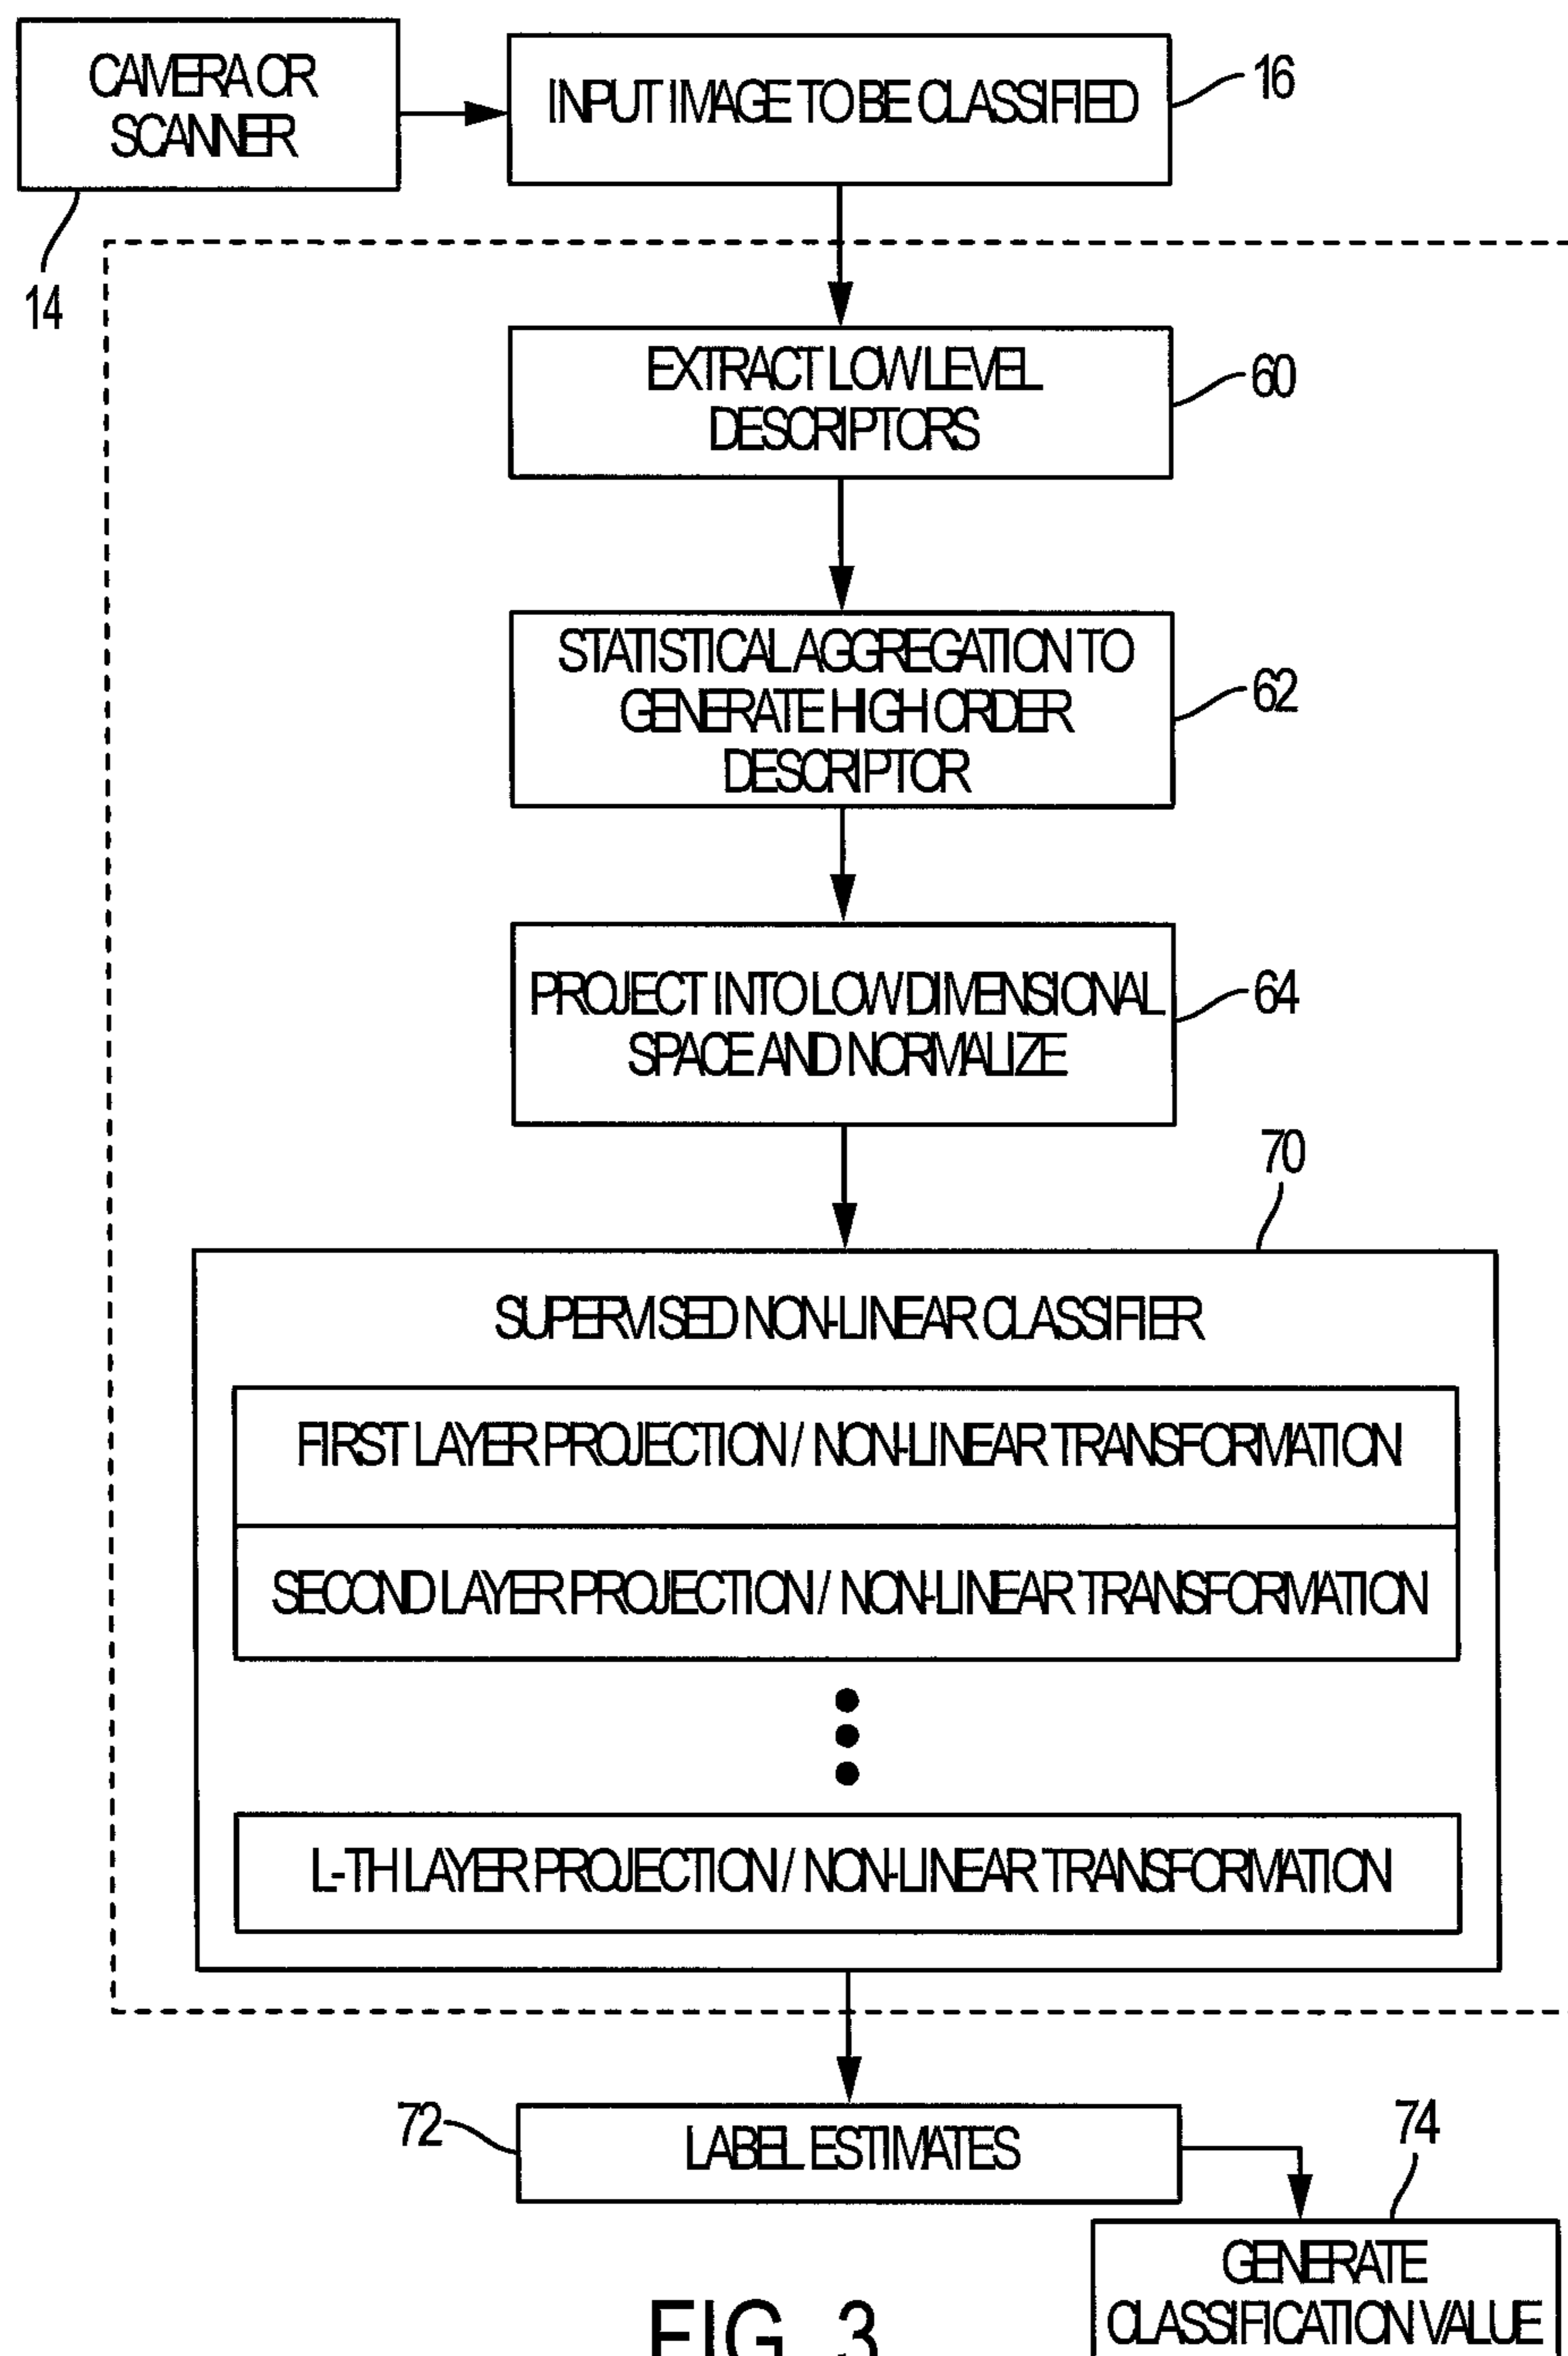 CAMERA OR
SCANNER
14
INPUT IMAGE TO BE CLASSIFIED
16
EXTRACT LOW LEVEL
DESCRIPTORS
60
STATISTICAL AGGREGATION TO
GENERATE HIGH ORDER
DESCRIPTOR
62
PROJECT INTO LOW DIMENSIONAL
SPACE AND NORMALIZE
64
70
SUPERVISED NON-LINEAR CLASSIFIER
FIRST LAYER PROJECTION / NON-LINEAR TRANSFORMATION
SECOND LAYER PROJECTION / NON-LINEAR TRANSFORMATION
L-TH LAYER PROJECTION / NON-LINEAR TRANSFORMATION
72
LABEL ESTIMATES
74
GENERATE
CLASSIFICATION VALUE
FIG. 3